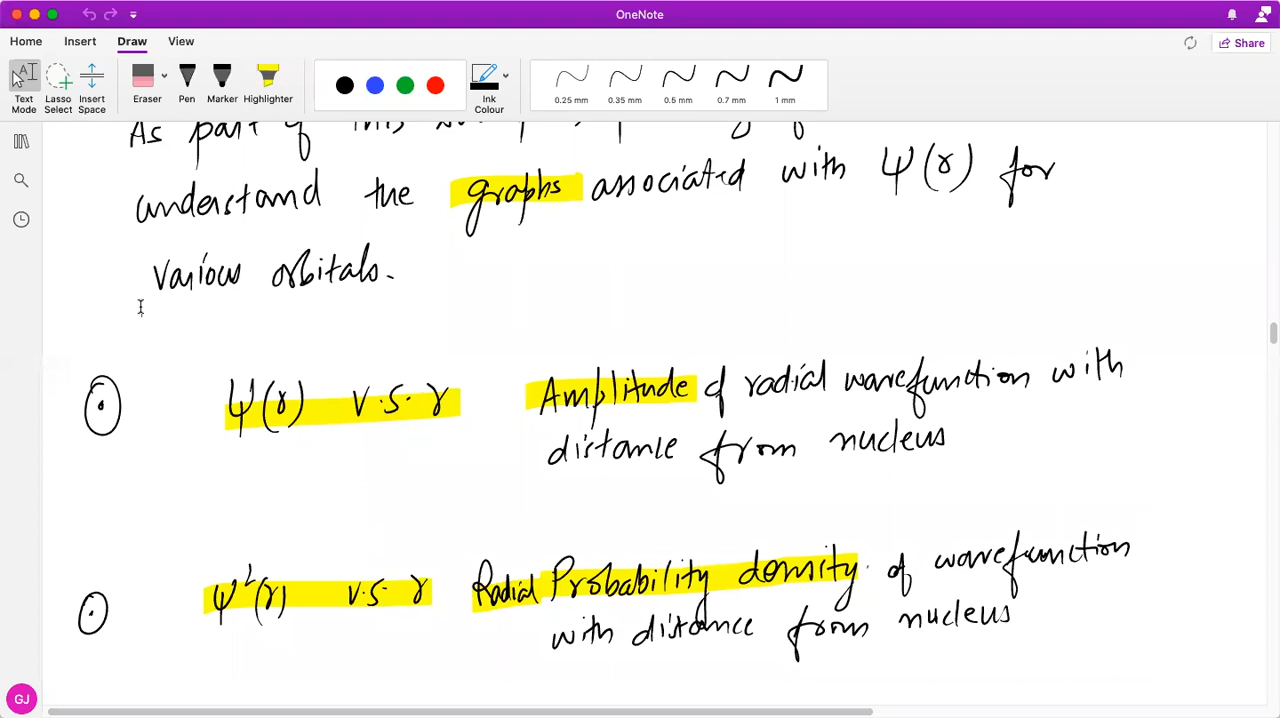 OneNote
Home Insert Draw View
Share
Text Mode
Lasso Select
Insert Space
Eraser
Pen
Marker
Highlighter
Ink Colour
0.25 mm 0.35 mm 0.5 mm 0.7 mm 1 mm
As part of this
understand the graphs associated with ψ(r) for
various orbitals.
ψ(r) v.s. r Amplitude of radial wavefunction with
distance from nucleus
ψ²(r) v.s. r Radial Probability density of wavefunction
with distance from nucleus
GJ